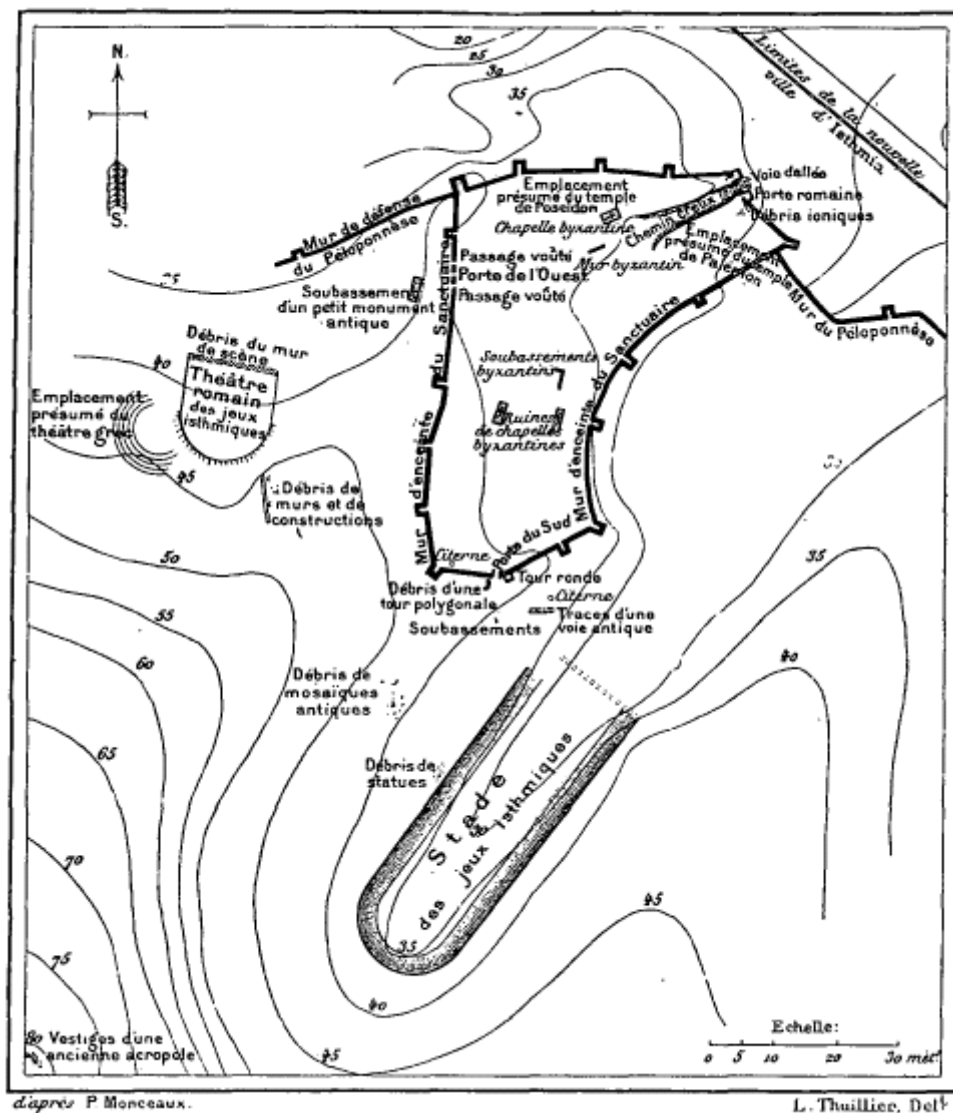 N.
S.
20
25
30
35
Limites de la nouvelle
ville d'Isthmia
Voie dallée
Porte romaine
Débris ioniques
Emplacement
présumé du temple
de Poseidon
Chapelle byzantine
Chemin creux
Mur byzantin
Emplacement
présumé du temple
de Palémon
Mur de défense
du Péloponnèse
Mur du Péloponnèse
Passage voûté
Porte de l'Ouest
Passage voûté
Soubassement
d'un petit monument
antique
Mur d'enceinte du Sanctuaire
Mur d'enceinte du Sanctuaire
Débris du mur
de scène
Théâtre
romain
des jeux
isthmiques
40
Emplacement
présumé du
théâtre grec
45
Soubassements
byzantins
Ruines
de chapelles
byzantines
Débris de
murs et de
constructions
Citerne
Porte du Sud
Débris d'une
tour polygonale
Tour ronde
Citerne
Soubassements
Traces d'une
voie antique
50
55
60
65
70
75
80
35
40
45
Débris de
mosaïques
antiques
Débris de
statues
Stade
des jeux isthmiques
35
40
45
Vestiges d'une
ancienne acropole
Echelle:
0 5 10 20 30 mèt.
d'après P. Monceaux.
L. Thuillier, Delt